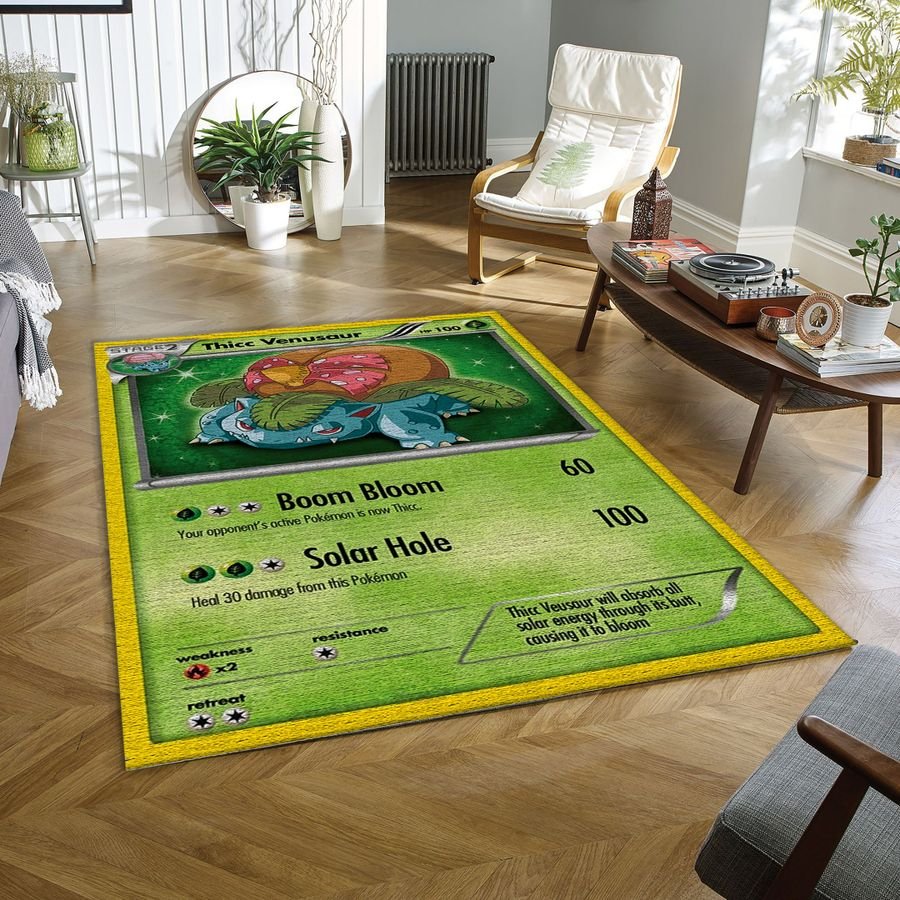 STAGE2 Thicc Venusaur HP 100
Boom Bloom 60
Your opponent's active Pokémon is now Thicc.
Solar Hole 100
Heal 30 damage from this Pokémon
Thicc Veusaur will absorb all
solar energy through its butt,
causing it to bloom
weakness resistance
x2
retreat